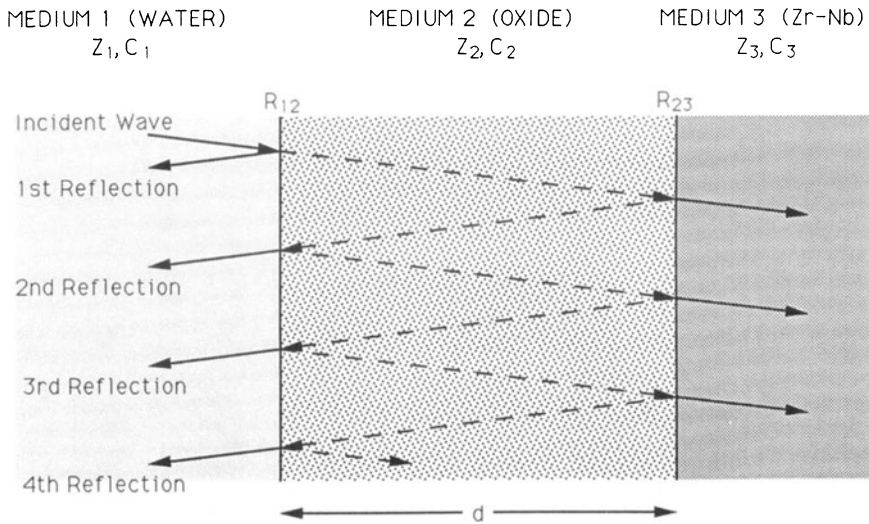 MEDIUM 1 (WATER) MEDIUM 2 (OXIDE) MEDIUM 3 (Zr-Nb)
Z₁, C₁ Z₂, C₂ Z₃, C₃
R₁₂ R₂₃
Incident Wave
1st Reflection
2nd Reflection
3rd Reflection
4th Reflection
d